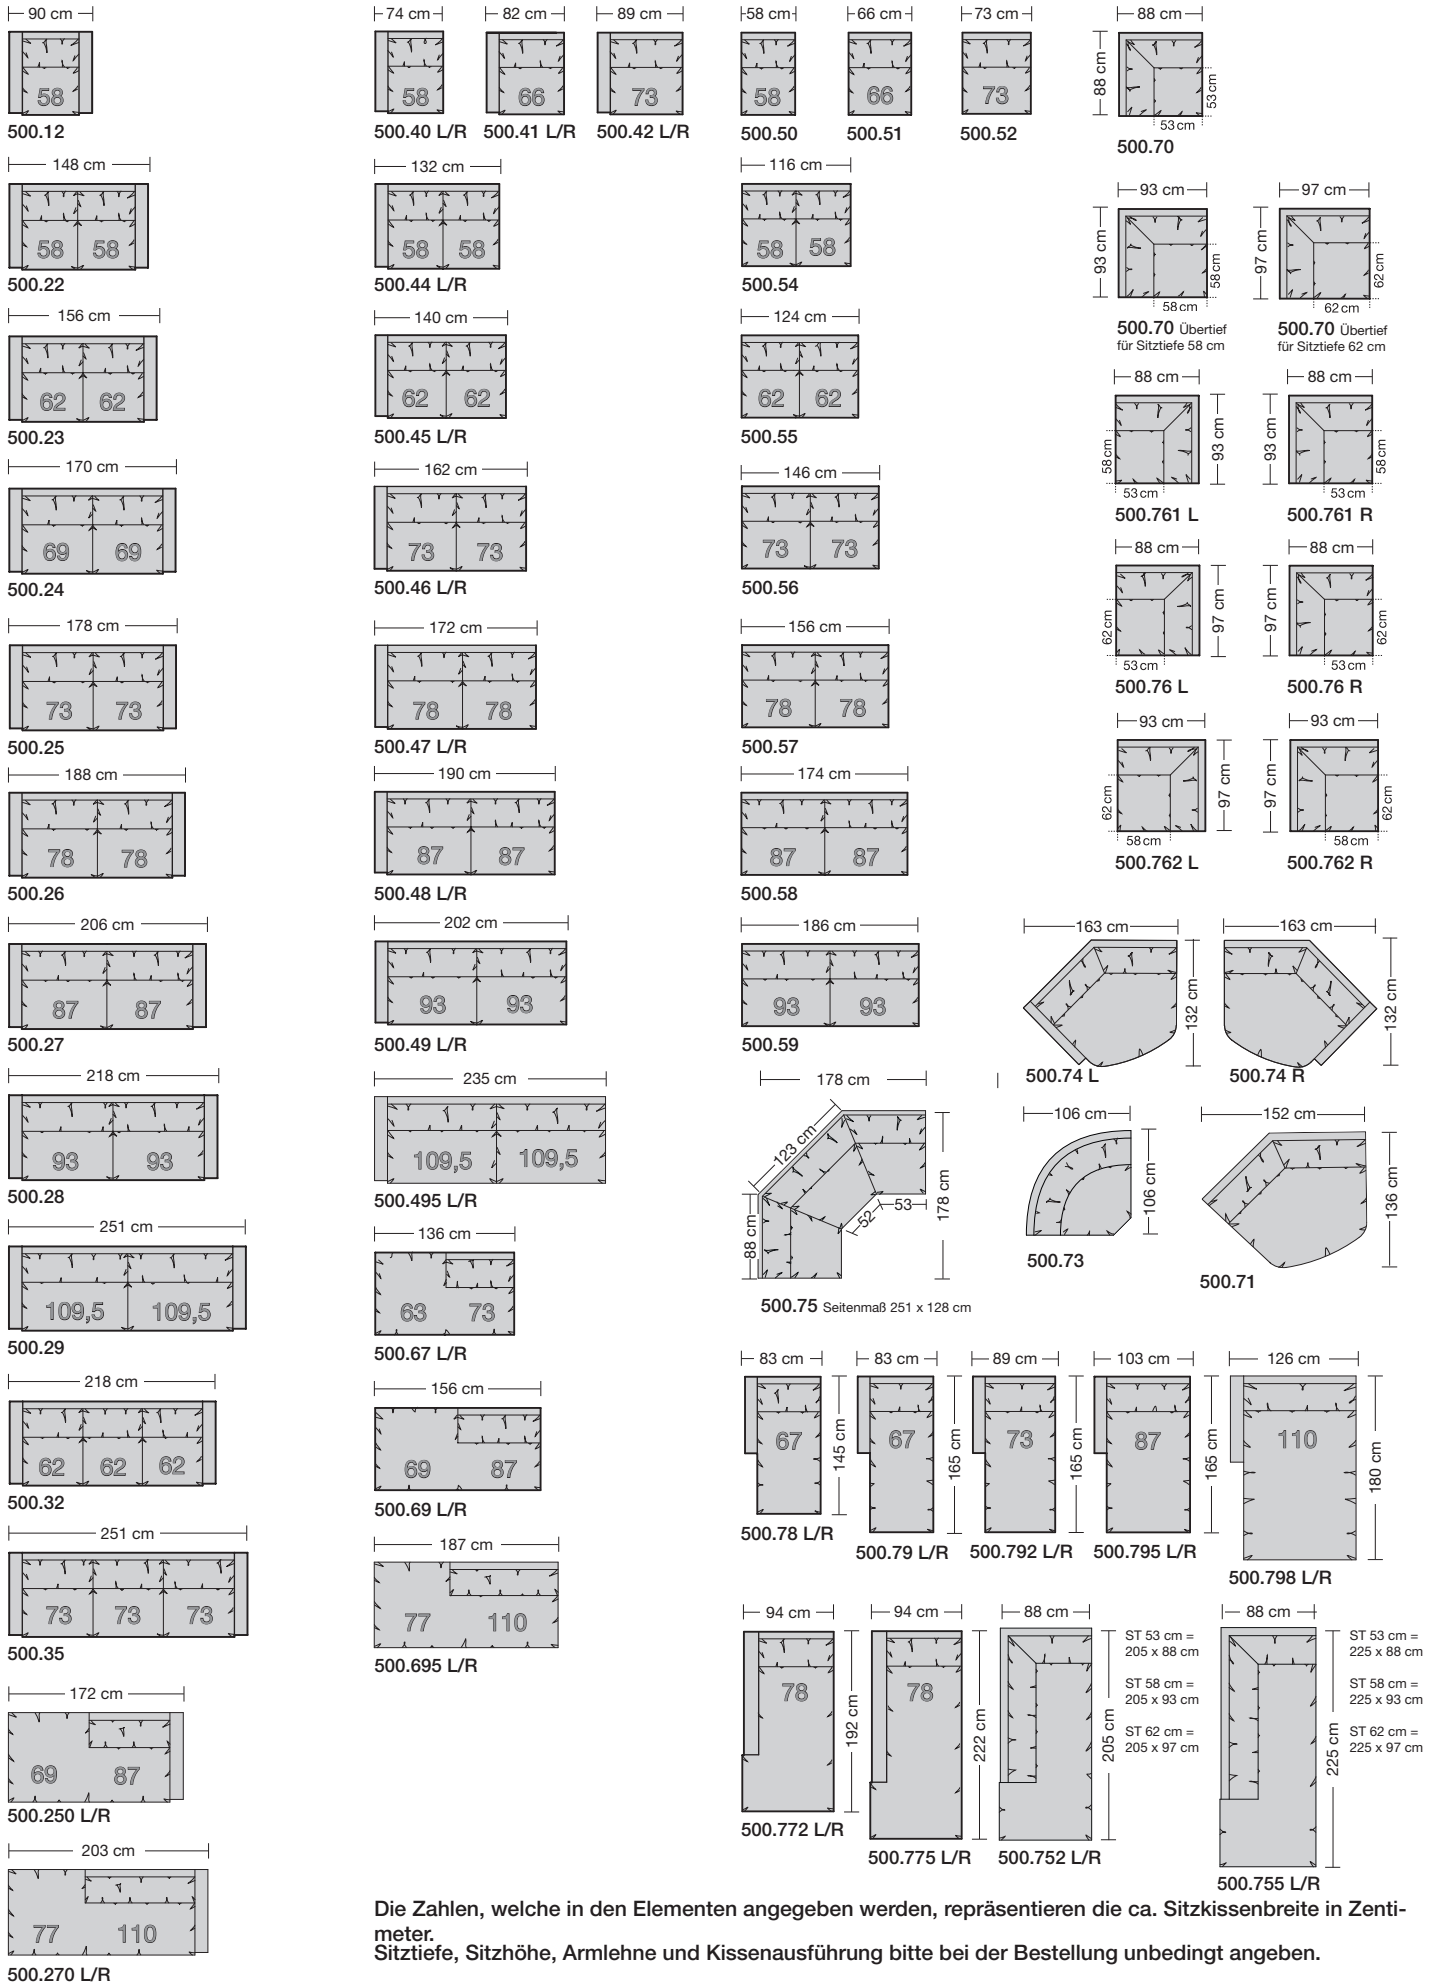 90 cm
58
500.12
148 cm
58 58
500.22
156 cm
62 62
500.23
170 cm
69 69
500.24
178 cm
73 73
500.25
188 cm
78 78
500.26
206 cm
87 87
500.27
218 cm
93 93
500.28
251 cm
109,5 109,5
500.29
218 cm
62 62 62
500.32
251 cm
73 73 73
500.35
172 cm
69 87
500.250 L/R
203 cm
77 110
500.270 L/R
74 cm 82 cm 89 cm
58 66 73
500.40 L/R 500.41 L/R 500.42 L/R
132 cm
58 58
500.44 L/R
140 cm
62 62
500.45 L/R
162 cm
73 73
500.46 L/R
172 cm
78 78
500.47 L/R
190 cm
87 87
500.48 L/R
202 cm
93 93
500.49 L/R
235 cm
109,5 109,5
500.495 L/R
136 cm
63 73
500.67 L/R
156 cm
69 87
500.69 L/R
187 cm
77 110
500.695 L/R
58 cm 66 cm 73 cm
58 66 73
500.50 500.51 500.52
116 cm
58 58
500.54
124 cm
62 62
500.55
146 cm
73 73
500.56
156 cm
78 78
500.57
174 cm
87 87
500.58
186 cm
93 93
500.59
178 cm
123 cm
88 cm
52
53
178 cm
500.75 Seitenmaß 251 x 128 cm
88 cm
88 cm
53 cm
53 cm
500.70
93 cm
93 cm
58 cm
58 cm
500.70 Übertief
für Sitztiefe 58 cm
97 cm
97 cm
62 cm
62 cm
500.70 Übertief
für Sitztiefe 62 cm
88 cm
58 cm
93 cm
53 cm
500.761 L
88 cm
93 cm
58 cm
53 cm
500.761 R
88 cm
62 cm
97 cm
53 cm
500.76 L
88 cm
97 cm
62 cm
53 cm
500.76 R
93 cm
62 cm
97 cm
58 cm
500.762 L
93 cm
97 cm
62 cm
58 cm
500.762 R
163 cm
132 cm
500.74 L
163 cm
132 cm
500.74 R
106 cm
106 cm
500.73
152 cm
136 cm
500.71
83 cm
67
145 cm
500.78 L/R
83 cm
67
165 cm
500.79 L/R
89 cm
73
165 cm
500.792 L/R
103 cm
87
165 cm
500.795 L/R
126 cm
110
180 cm
500.798 L/R
94 cm
78
192 cm
500.772 L/R
94 cm
78
222 cm
500.775 L/R
88 cm
205 cm
500.752 L/R
ST 53 cm =
205 x 88 cm
ST 58 cm =
205 x 93 cm
ST 62 cm =
205 x 97 cm
88 cm
225 cm
500.755 L/R
ST 53 cm =
225 x 88 cm
ST 58 cm =
225 x 93 cm
ST 62 cm =
225 x 97 cm
Die Zahlen, welche in den Elementen angegeben werden, repräsentieren die ca. Sitzkissenbreite in Zenti-
meter.
Sitztiefe, Sitzhöhe, Armlehne und Kissenausführung bitte bei der Bestellung unbedingt angeben.